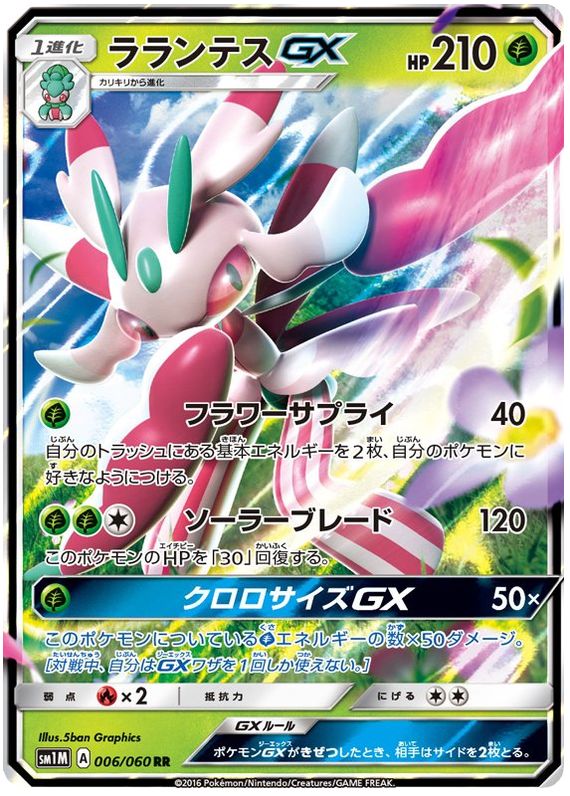 1進化 ラランテスGX HP 210
カリキリから進化
フラワーサプライ 40
自分のトラッシュにある基本エネルギーを2枚、自分のポケモンに
好きなようにつける。
ソーラーブレード 120
このポケモンのHPを「30」回復する。
クロロサイズGX 50×
このポケモンについているエネルギーの数×50ダメージ。
[対戦中、自分はGXワザを1回しか使えない。]
弱点 ×2 抵抗力 にげる
Illus.5ban Graphics
GXルール
SM1M A 006/060 RR
ポケモンGXがきぜつしたとき、相手はサイドを2枚とる。
©2016 Pokémon/Nintendo/Creatures/GAME FREAK.